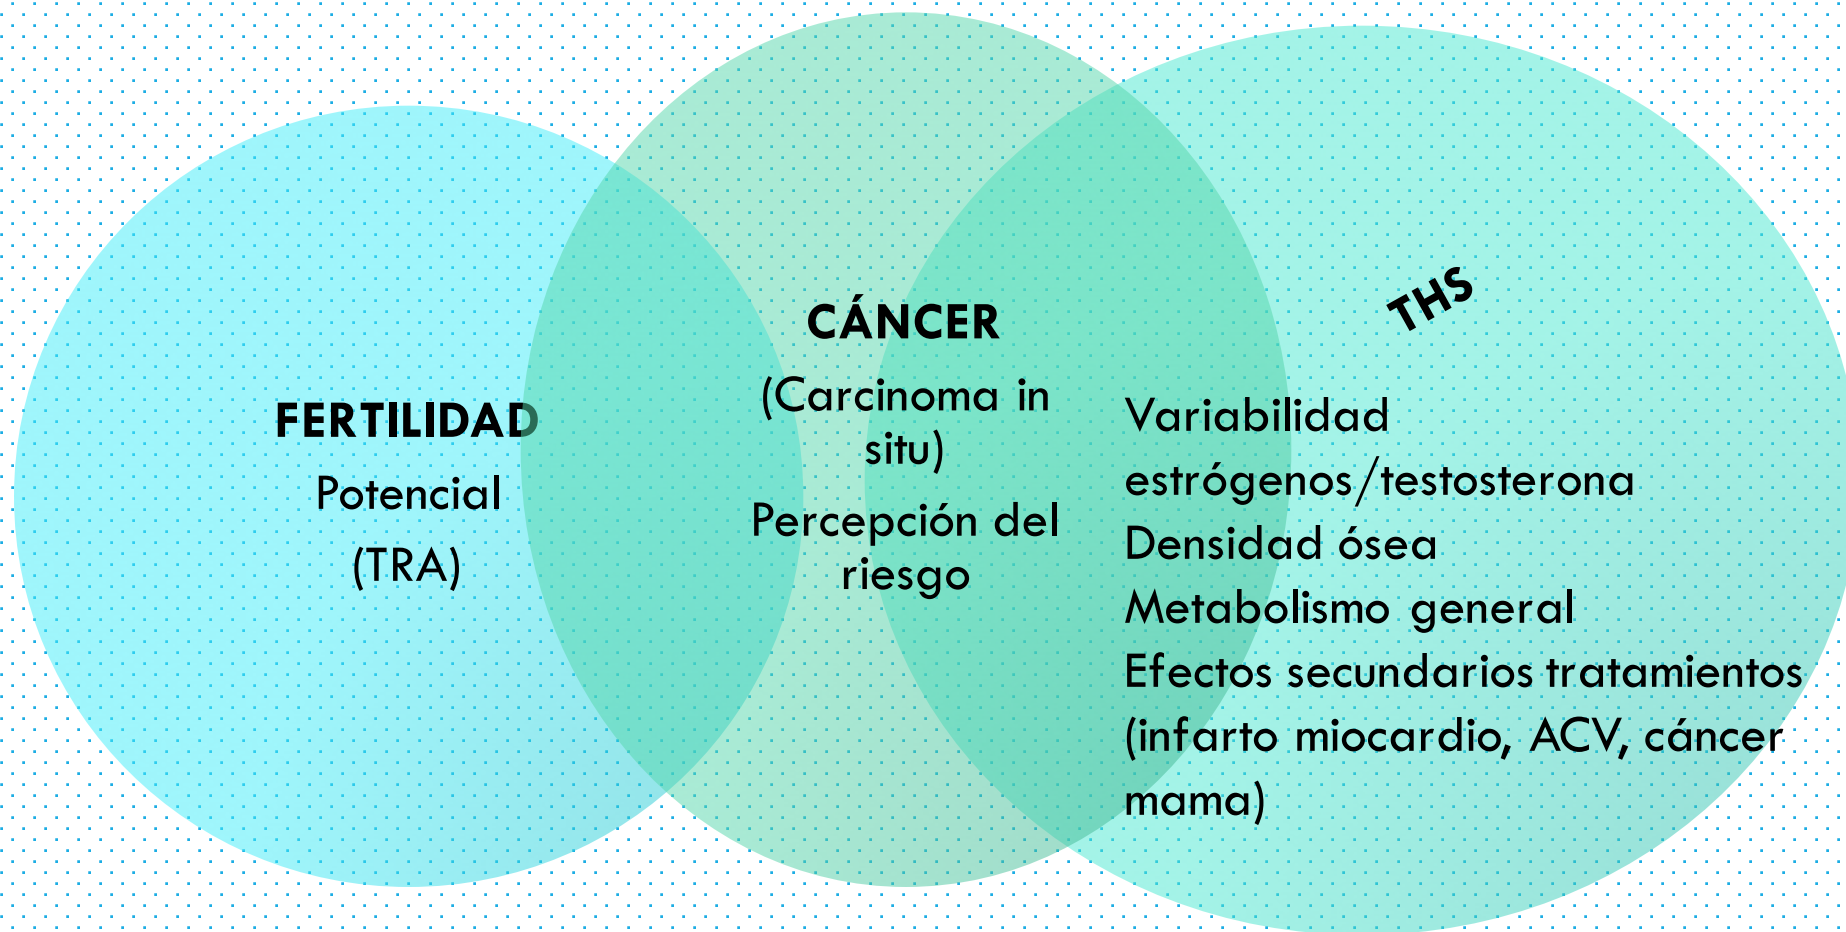 FERTILIDAD
Potencial
(TRA)
CÁNCER
(Carcinoma in
situ)
Percepción del
riesgo
THS
Variabilidad
estrógenos/testosterona
Densidad ósea
Metabolismo general
Efectos secundarios tratamientos
(infarto miocardio, ACV, cáncer
mama)